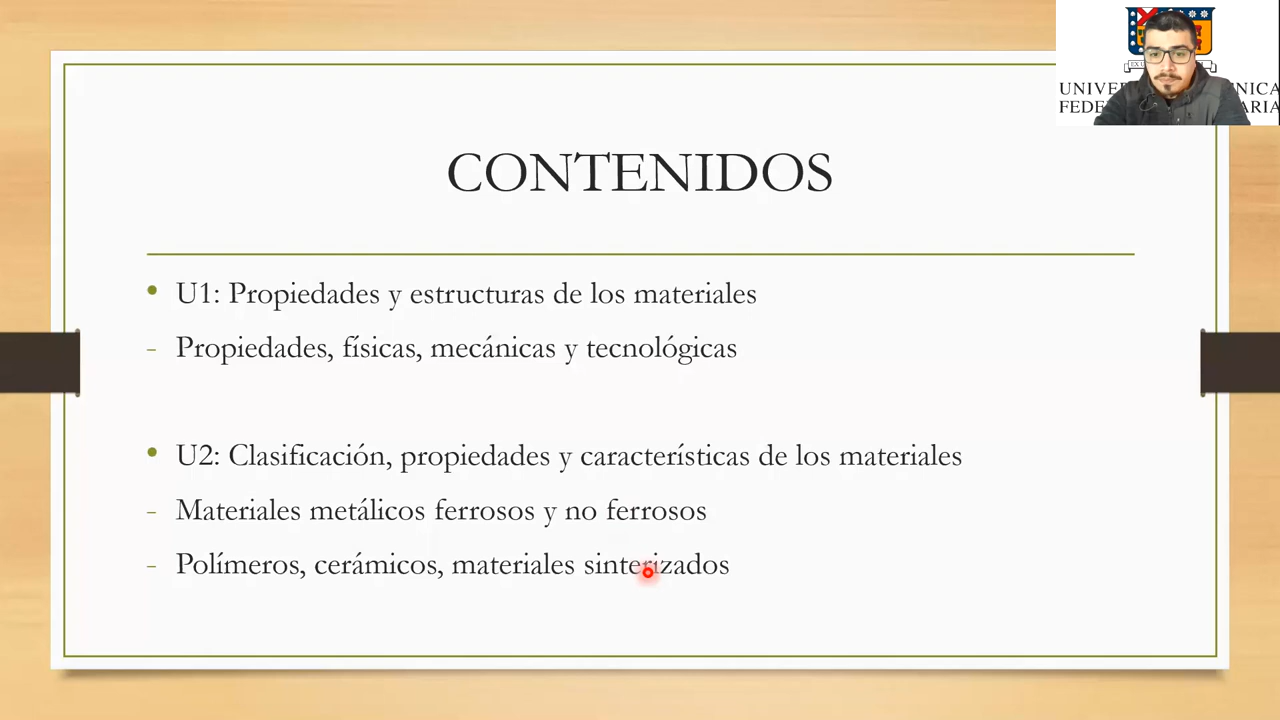 CONTENIDOS
• U1: Propiedades y estructuras de los materiales
- Propiedades, físicas, mecánicas y tecnológicas
• U2: Clasificación, propiedades y características de los materiales
- Materiales metálicos ferrosos y no ferrosos
- Polímeros, cerámicos, materiales sinterizados